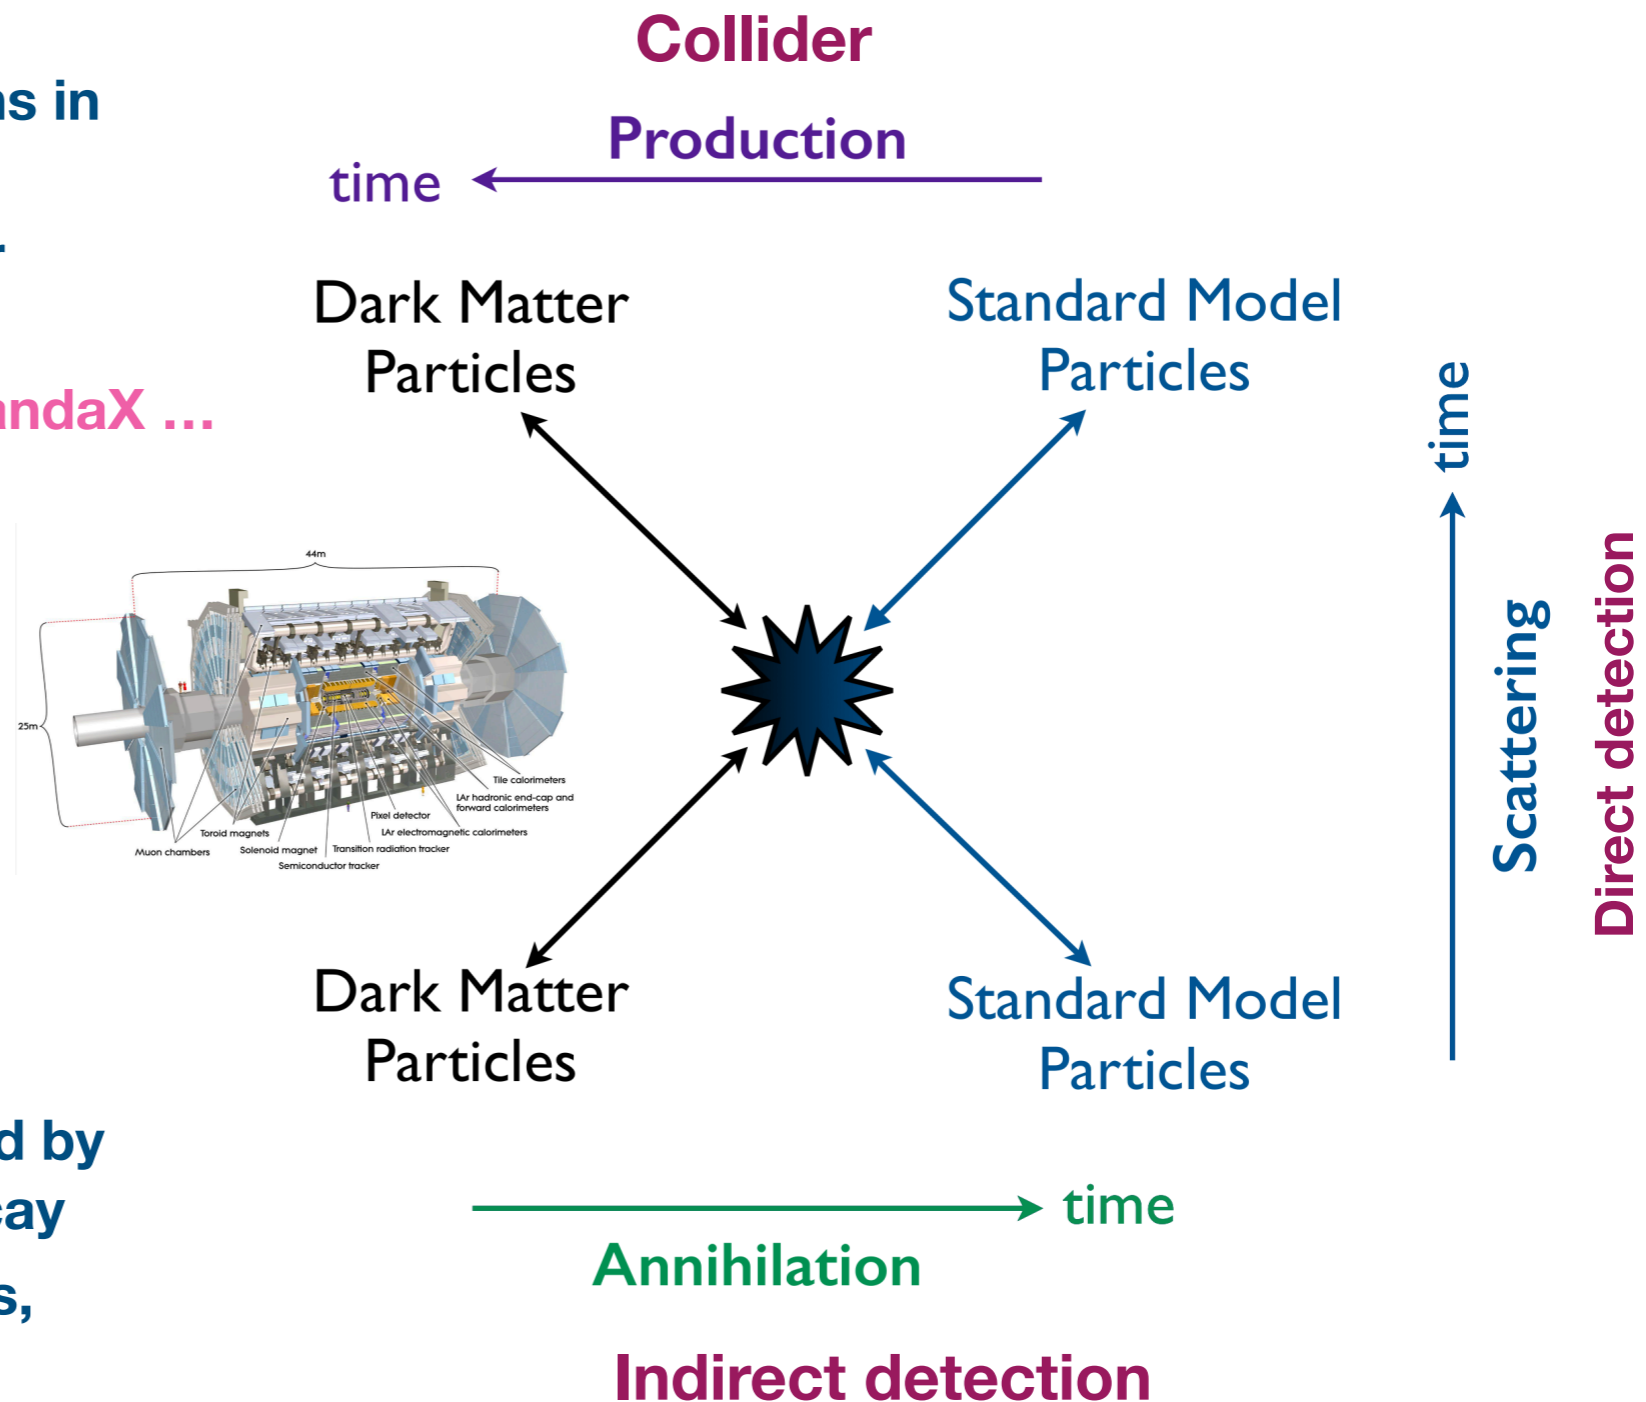 Collider
ns in
Production
time
Dark Matter
Particles
Standard Model
Particles
time
andaX ...
44m
25m
Tile calorimeters
LAr hadronic end-cap and
forward calorimeters
Pixel detector
LAr electromagnetic calorimeters
Toroid magnets
Muon chambers
Solenoid magnet
Transition radiation tracker
Semiconductor tracker
Scattering
Direct detection
Dark Matter
Particles
Standard Model
Particles
d by
cay
s,
time
Annihilation
Indirect detection